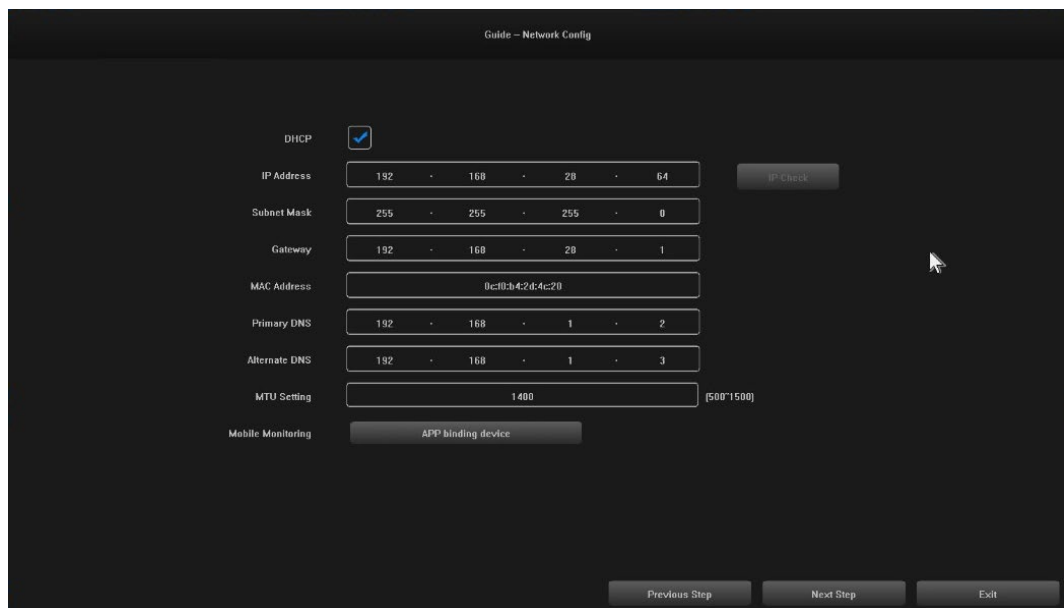 Guide – Network Config
DHCP
IP Address 192 . 168 . 28 . 64 IP Check
Subnet Mask 255 . 255 . 255 . 0
Gateway 192 . 168 . 28 . 1
MAC Address 0c:f0:b4:2d:4c:20
Primary DNS 192 . 168 . 1 . 2
Alternate DNS 192 . 168 . 1 . 3
MTU Setting 1400 (500~1500)
Mobile Monitoring APP binding device
Previous Step Next Step Exit